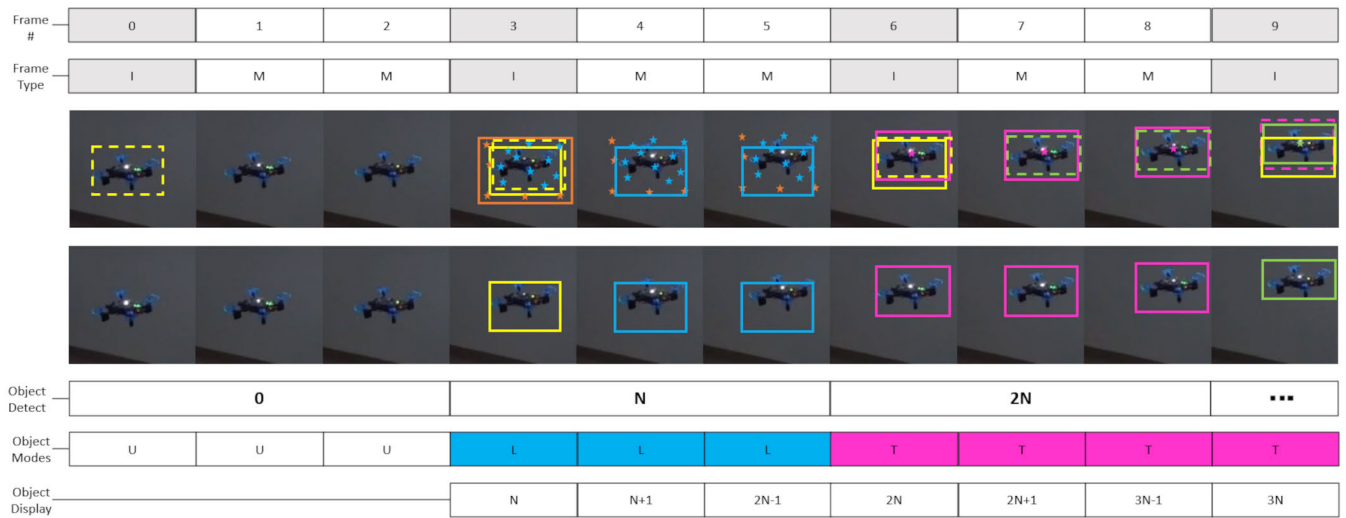 Frame
#
0 1 2 3 4 5 6 7 8 9
Frame
Type
I M M I M M I M M I
Object
Detect
0 N 2N ...
Object
Modes
U U U L L L T T T T
Object
Display
N N+1 2N-1 2N 2N+1 3N-1 3N